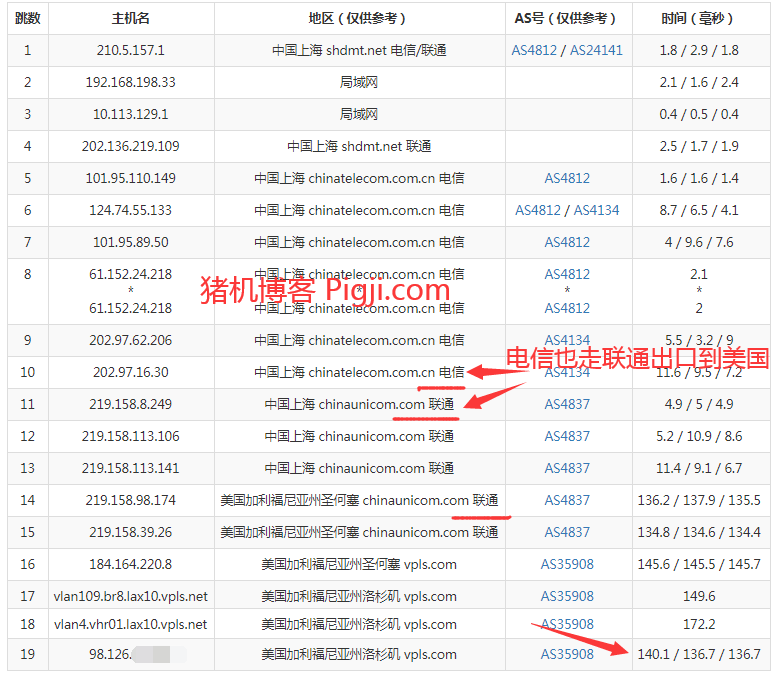 跳数 主机名 地区（仅供参考） AS号（仅供参考） 时间（毫秒）
1 210.5.157.1 中国上海 shdmt.net 电信/联通 AS4812 / AS24141 1.8 / 2.9 / 1.8
2 192.168.198.33 局域网 2.1 / 1.6 / 2.4
3 10.113.129.1 局域网 0.4 / 0.5 / 0.4
4 202.136.219.109 中国上海 shdmt.net 联通 2.5 / 1.7 / 1.9
5 101.95.110.149 中国上海 chinatelecom.com.cn 电信 AS4812 1.6 / 1.6 / 1.4
6 124.74.55.133 中国上海 chinatelecom.com.cn 电信 AS4812 / AS4134 8.7 / 6.5 / 4.1
7 101.95.89.50 中国上海 chinatelecom.com.cn 电信 AS4812 4 / 9.6 / 7.6
8 61.152.24.218 中国上海 chinatelecom.com.cn 电信 AS4812 2.1
* * * *
猪机博客 Pigji.com
61.152.24.218 中国上海 chinatelecom.com.cn 电信 AS4812 2
9 202.97.62.206 中国上海 chinatelecom.com.cn 电信 AS4134 5.5 / 3.2 / 9
电信也走联通出口到美国
10 202.97.16.30 中国上海 chinatelecom.com.cn 电信 AS4134 11.6 / 9.5 / 7.2
11 219.158.8.249 中国上海 chinaunicom.com 联通 AS4837 4.9 / 5 / 4.9
12 219.158.113.106 中国上海 chinaunicom.com 联通 AS4837 5.2 / 10.9 / 8.6
13 219.158.113.141 中国上海 chinaunicom.com 联通 AS4837 11.4 / 9.1 / 6.7
14 219.158.98.174 美国加利福尼亚州圣何塞 chinaunicom.com 联通 AS4837 136.2 / 137.9 / 135.5
15 219.158.39.26 美国加利福尼亚州圣何塞 chinaunicom.com 联通 AS4837 134.8 / 134.6 / 134.4
16 184.164.220.8 美国加利福尼亚州圣何塞 vpls.com AS35908 145.6 / 145.5 / 145.7
17 vlan109.br8.lax10.vpls.net 美国加利福尼亚州洛杉矶 vpls.com AS35908 149.6
18 vlan4.vhr01.lax10.vpls.net 美国加利福尼亚州洛杉矶 vpls.com AS35908 172.2
19 98.126. 美国加利福尼亚州洛杉矶 vpls.com AS35908 140.1 / 136.7 / 136.7